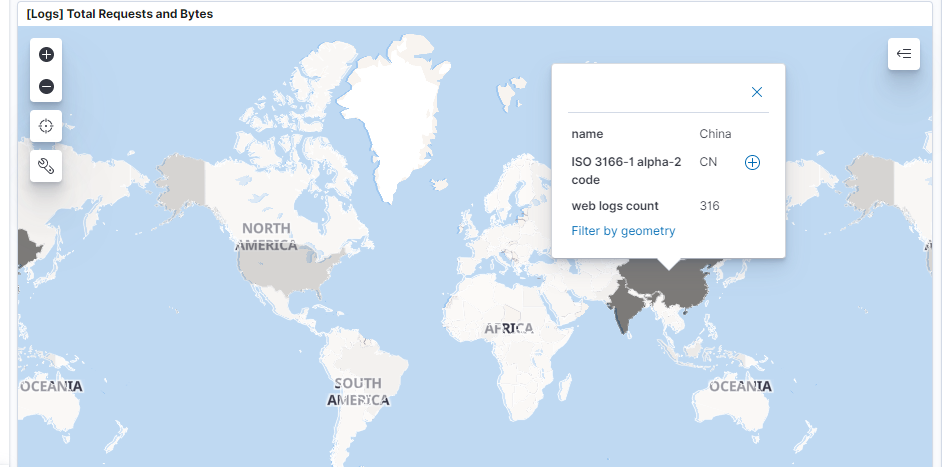 [Logs] Total Requests and Bytes
name China
ISO 3166-1 alpha-2 CN
code
web logs count 316
Filter by geometry
NORTH
AMERICA
AFRICA
OCEANIA
SOUTH
AMERICA
OCEANIA